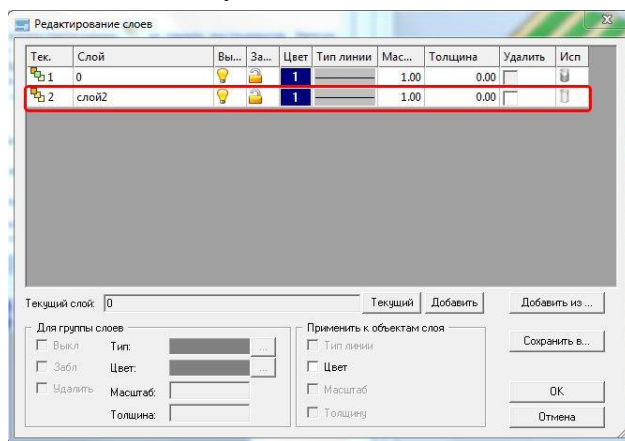 Редактирование слоев
Тек. Слой Вы... За... Цвет Тип линии Мас... Толщина Удалить Исп
1 0 1 1.00 0.00
2 слой2 1 1.00 0.00
Текущий слой: 0 Текущий Добавить Добавить из ...
Для группы слоев Применить к объектам слоя
Выкл Тип: ... Тип линии Сохранить в...
Забл Цвет: ... Цвет
Удалить Масштаб: Масштаб OK
Толщина: Толщину Отмена